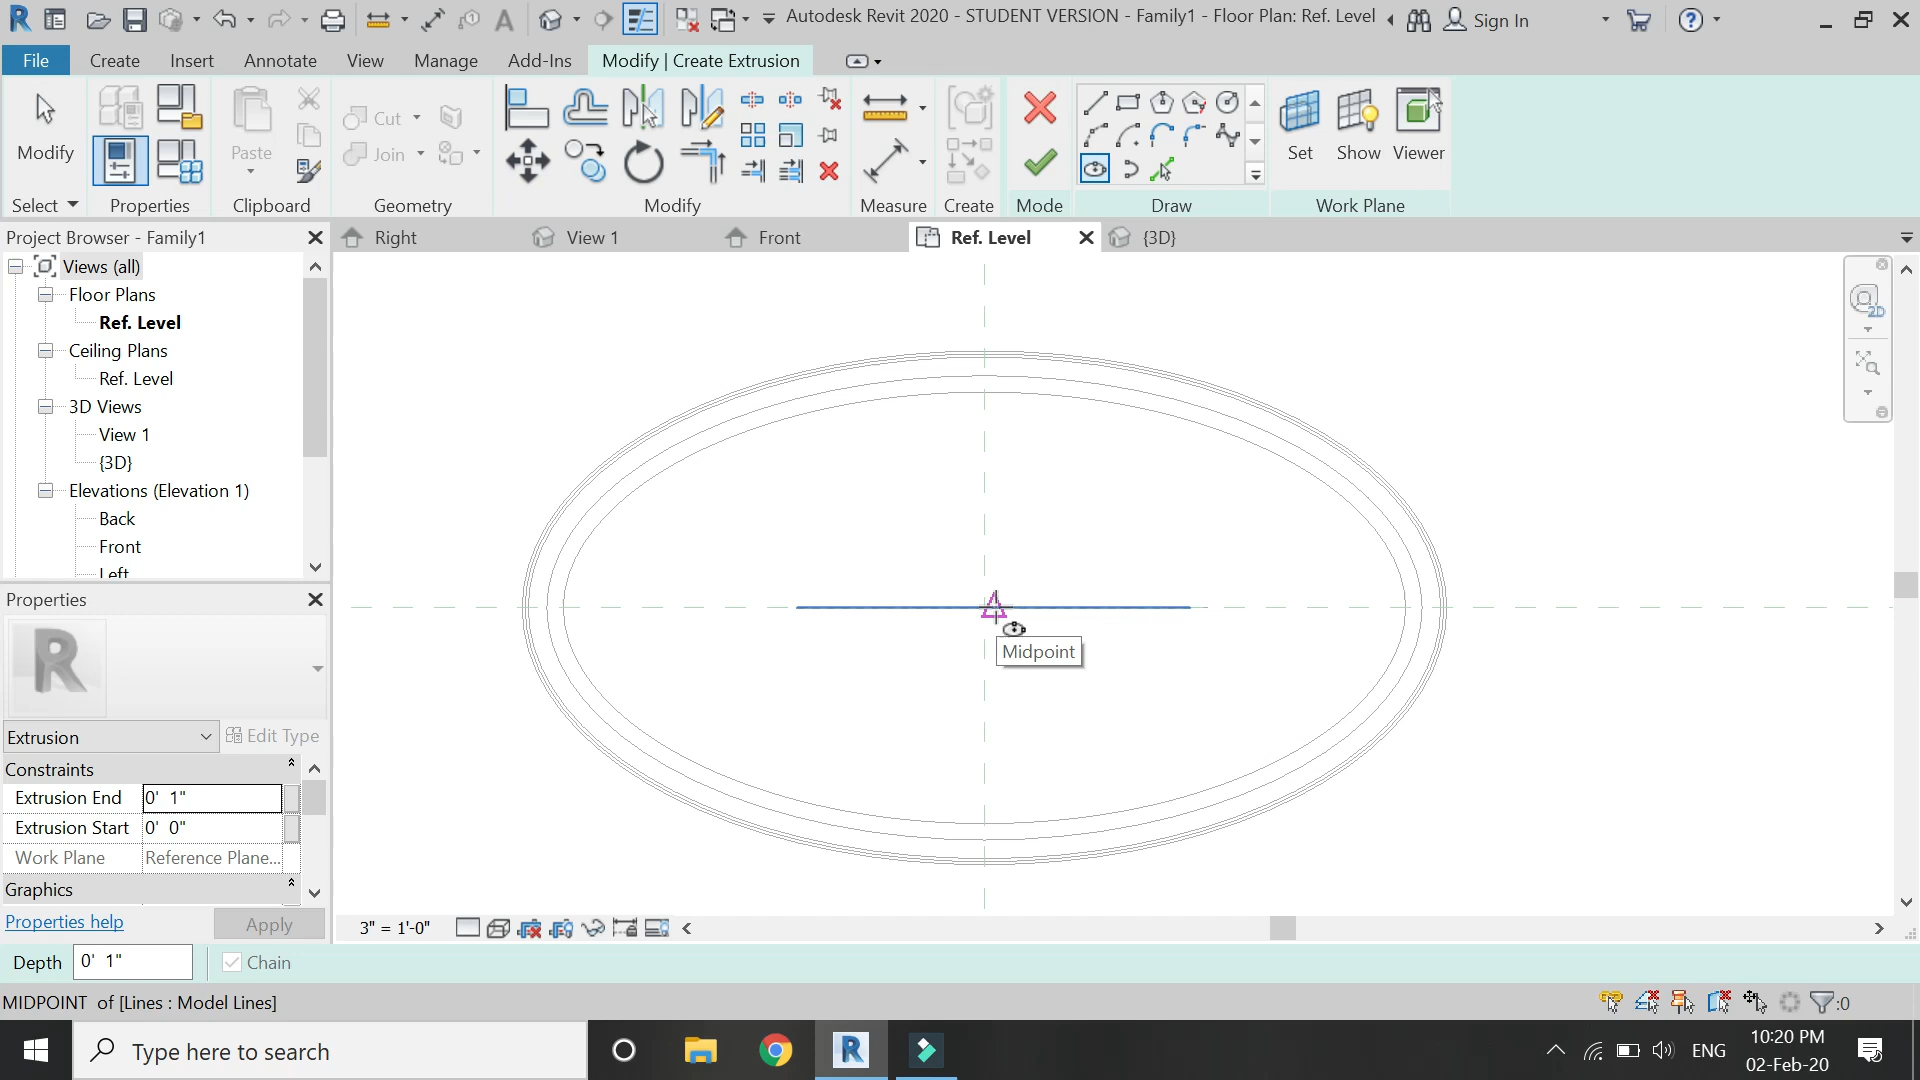 Autodesk Revit 2020 - STUDENT VERSION - Family1 - Floor Plan: Ref. Level
Sign In
File Create Insert Annotate View Manage Add-Ins Modify | Create Extrusion
Modify
Paste
Cut
Join
Set Show Viewer
Select Properties Clipboard Geometry Modify Measure Create Mode Draw Work Plane
Project Browser - Family1
Right View 1 Front Ref. Level {3D}
Views (all)
Floor Plans
Ref. Level
Ceiling Plans
Ref. Level
3D Views
View 1
{3D}
Elevations (Elevation 1)
Back
Front
Left
2D
Midpoint
Properties
Extrusion
Edit Type
Constraints
Extrusion End 0' 1"
Extrusion Start 0' 0"
Work Plane Reference Plane...
Graphics
Properties help
Apply
3" = 1'-0"
Depth 0' 1" Chain
MIDPOINT of [Lines : Model Lines]
:0
Type here to search
ENG
10:20 PM
02-Feb-20